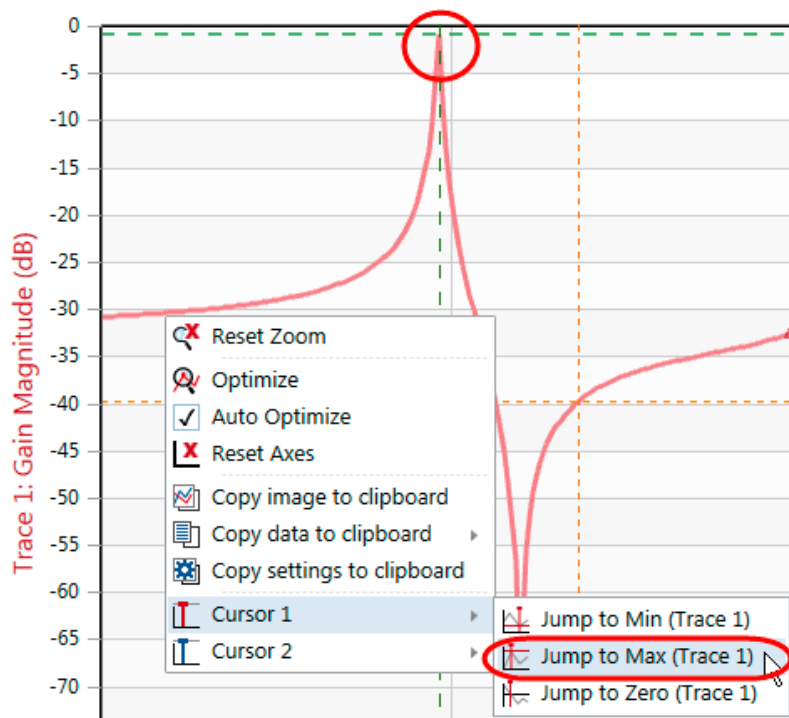 0
-5
-10
-15
-20
-25
-30
-35
-40
-45
-50
-55
-60
-65
-70
Trace 1: Gain Magnitude (dB)
Reset Zoom
Optimize
Auto Optimize
Reset Axes
Copy image to clipboard
Copy data to clipboard
Copy settings to clipboard
Cursor 1
Cursor 2
Jump to Min (Trace 1)
Jump to Max (Trace 1)
Jump to Zero (Trace 1)